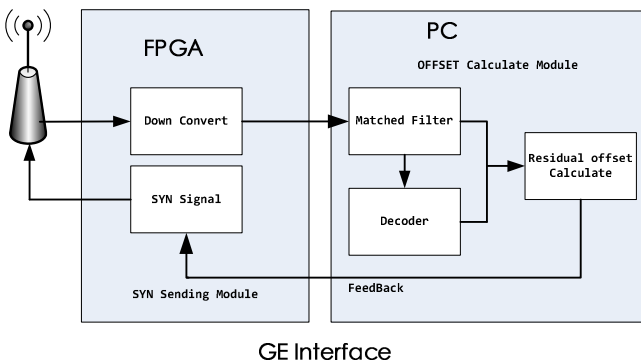 FPGA
PC
OFFSET Calculate Module
Down Convert
Matched Filter
Residual offset
Calculate
SYN Signal
Decoder
SYN Sending Module
FeedBack
GE Interface